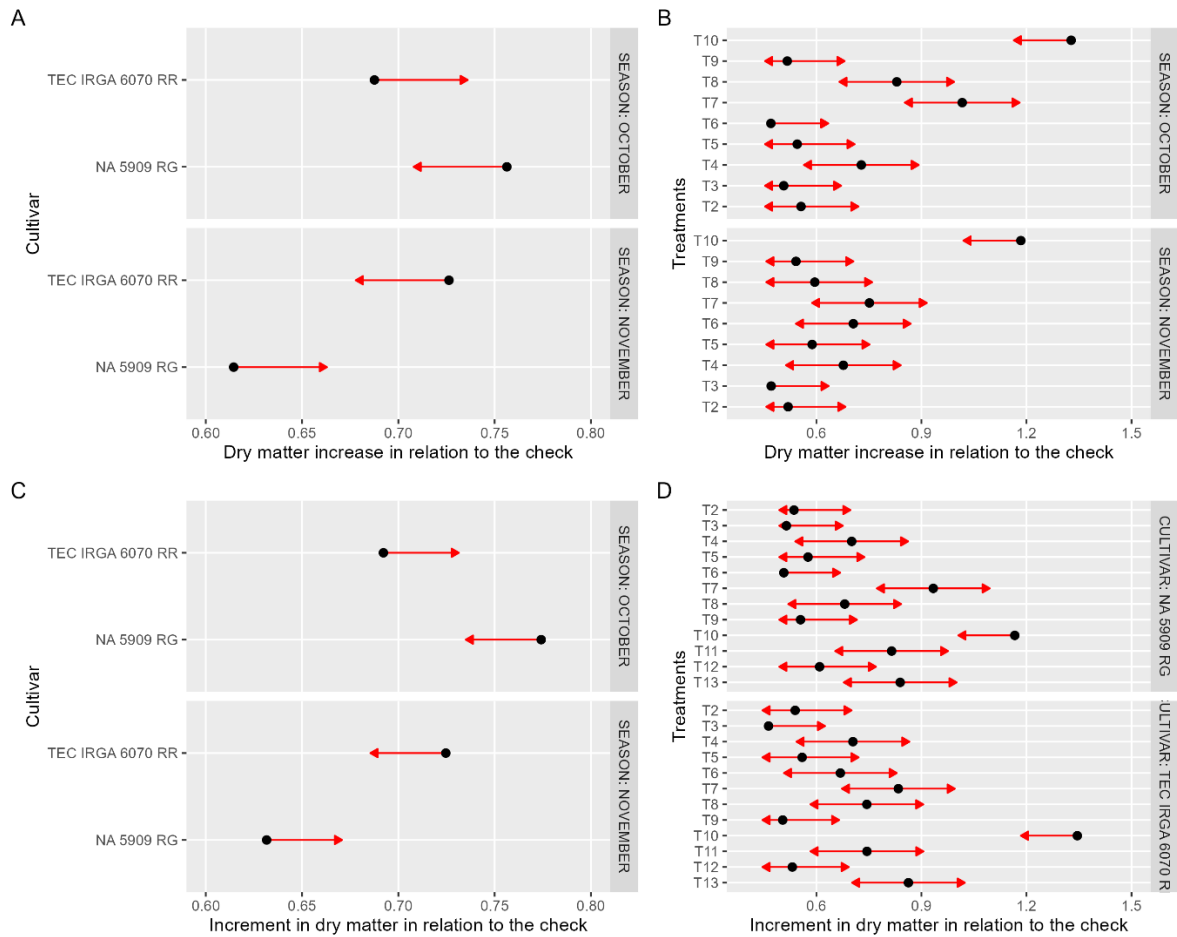 A
Cultivar
TEC IRGA 6070 RR
NA 5909 RG
SEASON: OCTOBER
TEC IRGA 6070 RR
NA 5909 RG
SEASON: NOVEMBER
0.60 0.65 0.70 0.75 0.80
Dry matter increase in relation to the check
B
Treatments
T10
T9
T8
T7
T6
T5
T4
T3
T2
SEASON: OCTOBER
T10
T9
T8
T7
T6
T5
T4
T3
T2
SEASON: NOVEMBER
0.6 0.9 1.2 1.5
Dry matter increase in relation to the check
C
Cultivar
TEC IRGA 6070 RR
NA 5909 RG
SEASON: OCTOBER
TEC IRGA 6070 RR
NA 5909 RG
SEASON: NOVEMBER
0.60 0.65 0.70 0.75 0.80
Increment in dry matter in relation to the check
D
Treatments
T2
T3
T4
T5
T6
T7
T8
T9
T10
T11
T12
T13
CULTIVAR: NA 5909 RG
T2
T3
T4
T5
T6
T7
T8
T9
T10
T11
T12
T13
:ULTIVAR: TEC IRGA 6070 R
0.6 0.9 1.2 1.5
Increment in dry matter in relation to the check